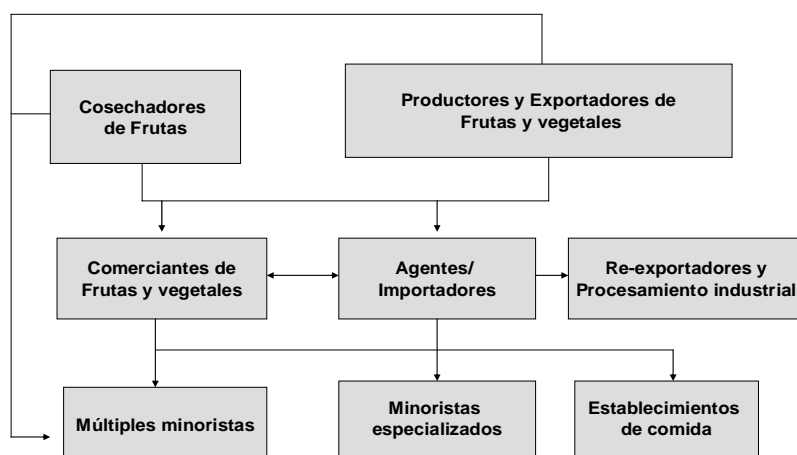 Cosechadores
de Frutas
Productores y Exportadores de
Frutas y vegetales
Comerciantes de
Frutas y vegetales
Agentes/
Importadores
Re-exportadores y
Procesamiento industrial
Múltiples minoristas
Minoristas
especializados
Establecimientos
de comida